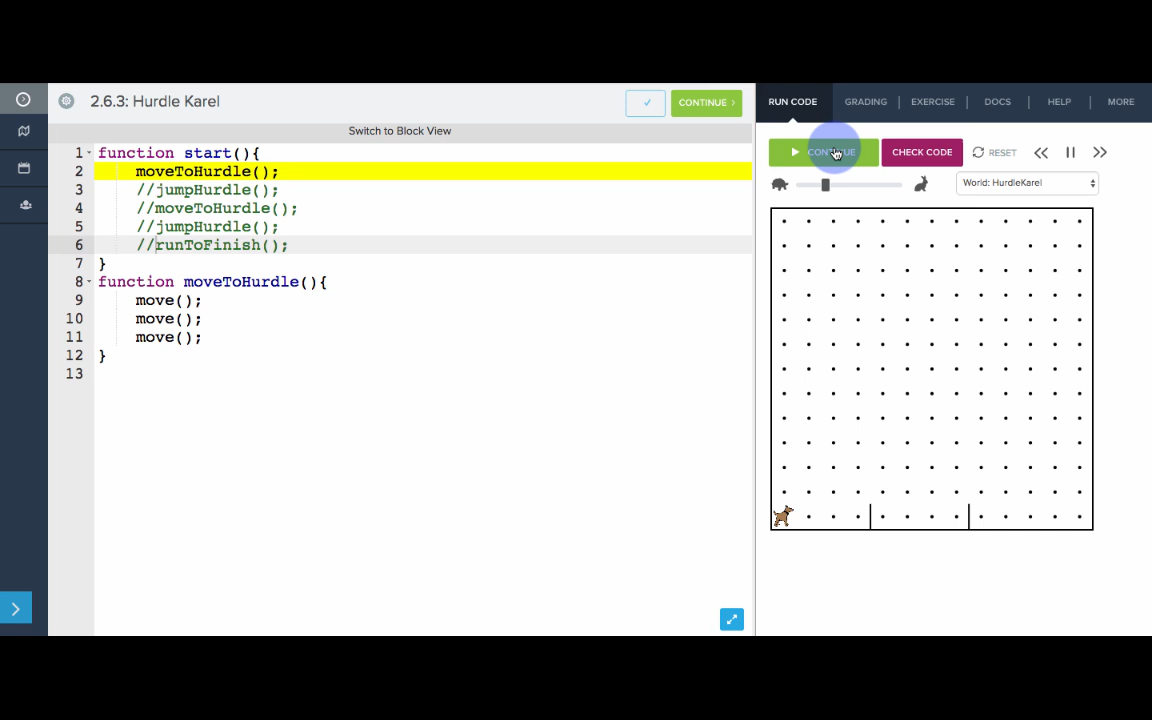 2.6.3: Hurdle Karel
CONTINUE
RUN CODE
GRADING
EXERCISE
DOCS
HELP
MORE
Switch to Block View
1 function start(){
2 moveToHurdle();
3 //jumpHurdle();
4 //moveToHurdle();
5 //jumpHurdle();
6 //runToFinish();
7 }
8 function moveToHurdle(){
9 move();
10 move();
11 move();
12 }
13
CONTINUE
CHECK CODE
RESET
World: HurdleKarel